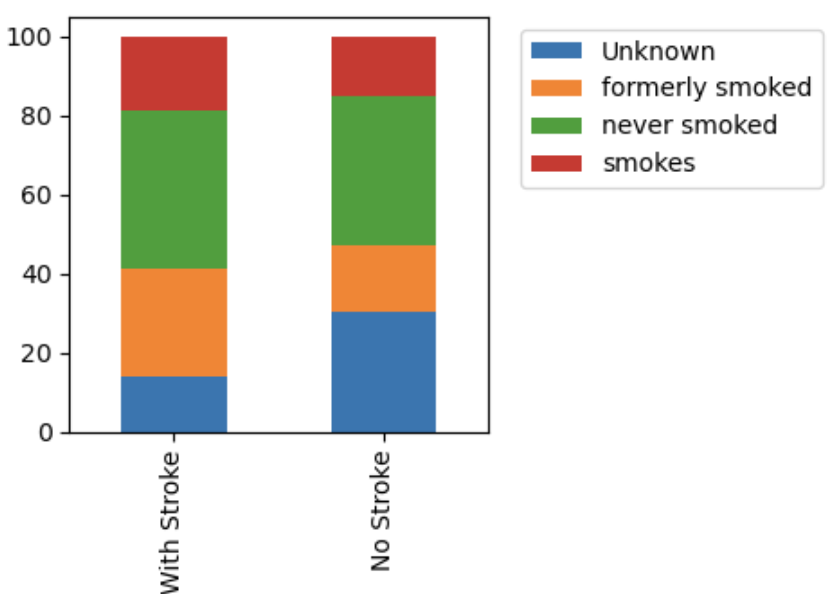 100
80
60
40
20
0
With Stroke
No Stroke
Unknown
formerly smoked
never smoked
smokes